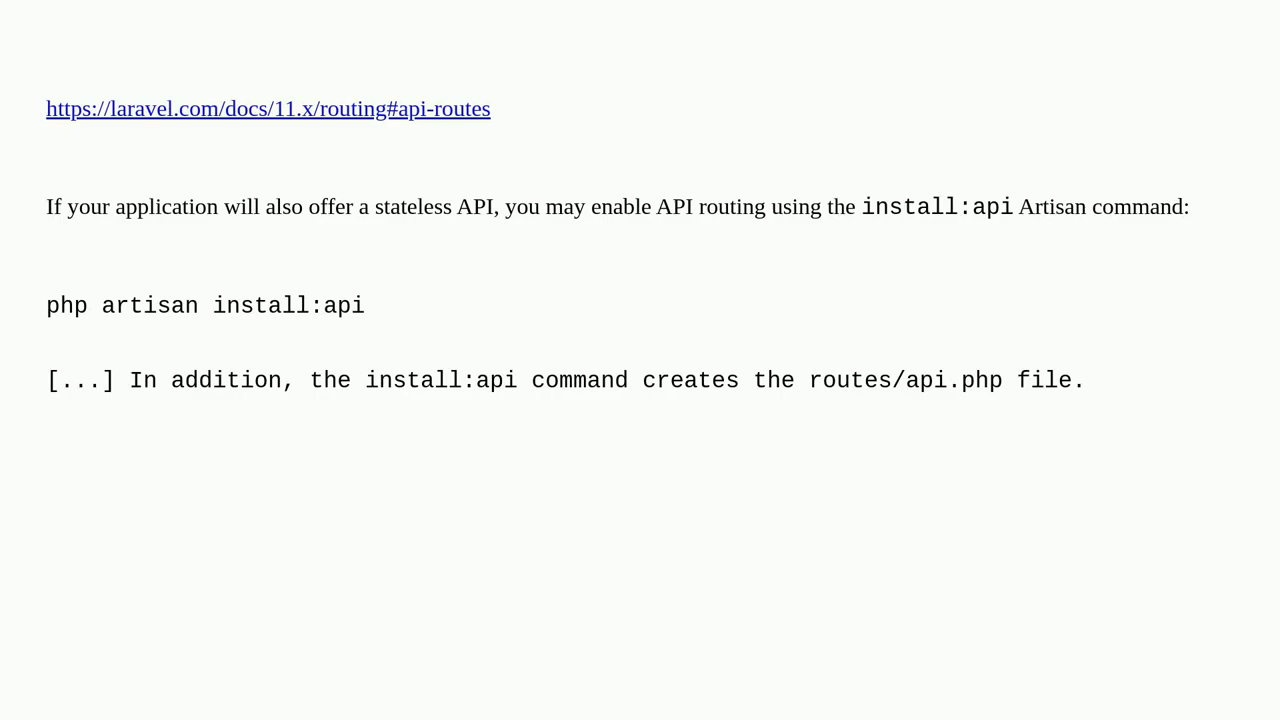 https://laravel.com/docs/11.x/routing#api-routes
If your application will also offer a stateless API, you may enable API routing using the install:api Artisan command:
php artisan install:api
[...] In addition, the install:api command creates the routes/api.php file.